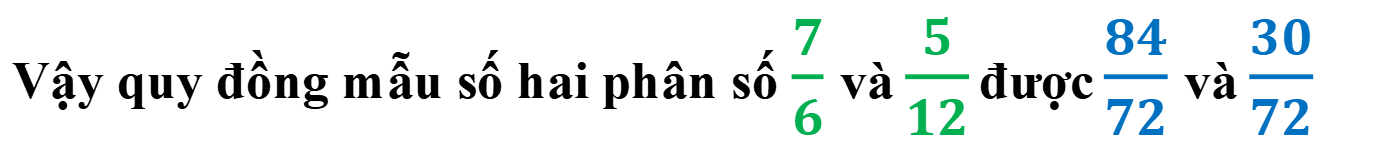 Vậy quy đồng mẫu số hai phân số 7/6 và 5/12 được 84/72 và 30/72